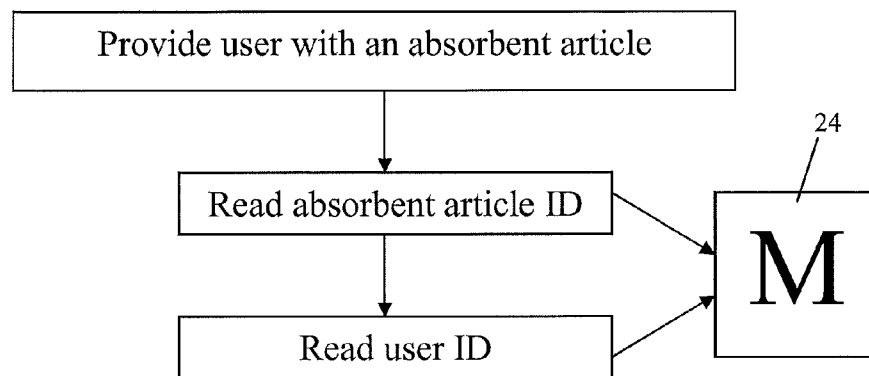 Provide user with an absorbent article
24
Read absorbent article ID
M
Read user ID